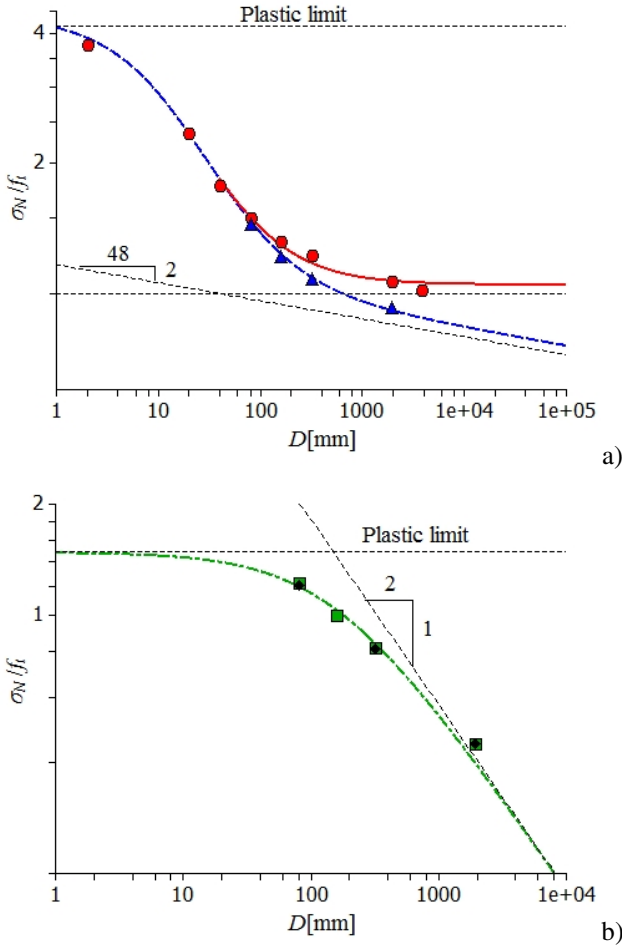 Plastic limit
4
2
σN/ft
48
2
1 10 100 1000 1e+04 1e+05
D[mm]
a)
2
Plastic limit
2
1
1
σN/ft
1 10 100 1000 1e+04
D[mm]
b)